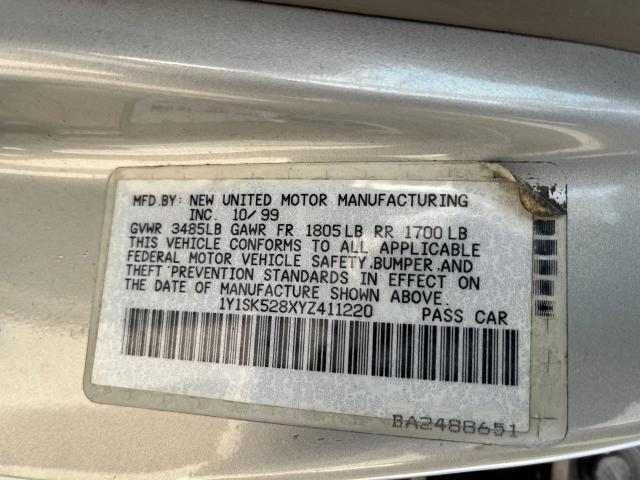 MFD.BY: NEW UNITED MOTOR MANUFACTURING
INC. 10/99
GVWR 3485LB GAWR FR 1805LB RR 1700LB
THIS VEHICLE CONFORMS TO ALL APPLICABLE
FEDERAL MOTOR VEHICLE SAFETY,BUMPER,AND
THEFT PREVENTION STANDARDS IN EFFECT ON
THE DATE OF MANUFACTURE SHOWN ABOVE.
1Y1SK528XYZ411220 PASS CAR
BA2488651